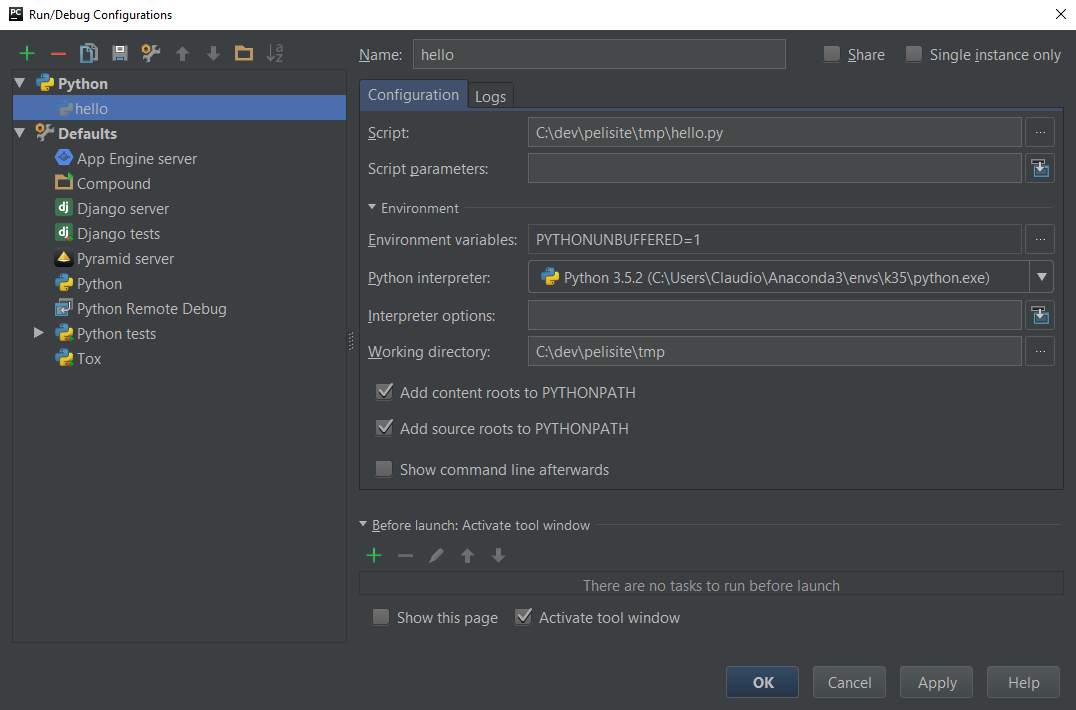 PC Run/Debug Configurations
Name: hello Share Single instance only
Python
hello
Defaults
App Engine server
Compound
dj Django server
dj Django tests
Pyramid server
Python
Python Remote Debug
Python tests
Tox
Configuration Logs
Script: C:\dev\pelisite\tmp\hello.py ...
Script parameters:
Environment
Environment variables: PYTHONUNBUFFERED=1 ...
Python interpreter: Python 3.5.2 (C:\Users\Claudio\Anaconda3\envs\k35\python.exe)
Interpreter options:
Working directory: C:\dev\pelisite\tmp ...
Add content roots to PYTHONPATH
Add source roots to PYTHONPATH
Show command line afterwards
Before launch: Activate tool window
There are no tasks to run before launch
Show this page Activate tool window
OK Cancel Apply Help